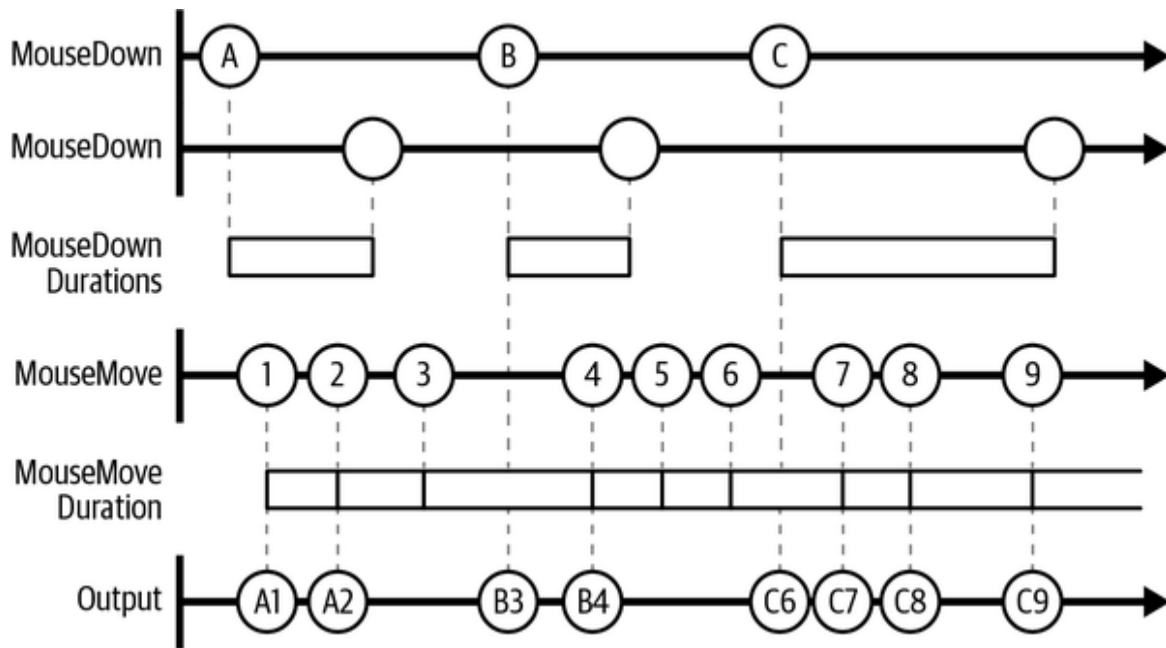 MouseDown
A
B
C
MouseDown
MouseDown
Durations
MouseMove
1
2
3
4
5
6
7
8
9
MouseMove
Duration
Output
A1
A2
B3
B4
C6
C7
C8
C9